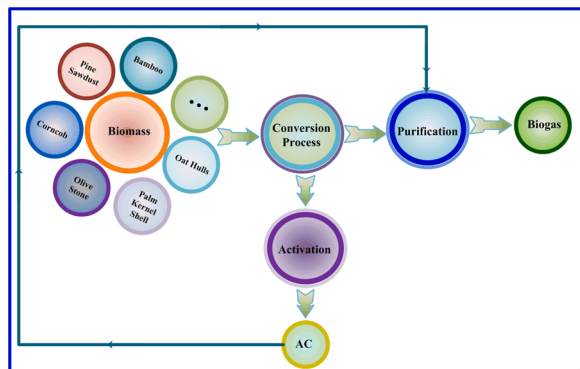 Pine
Sawdust
Bamboo
...
Corncob
Biomass
Oat Hulls
Olive
Stone
Palm
Kernel
Shell
Conversion
Process
Purification
Biogas
Activation
AC